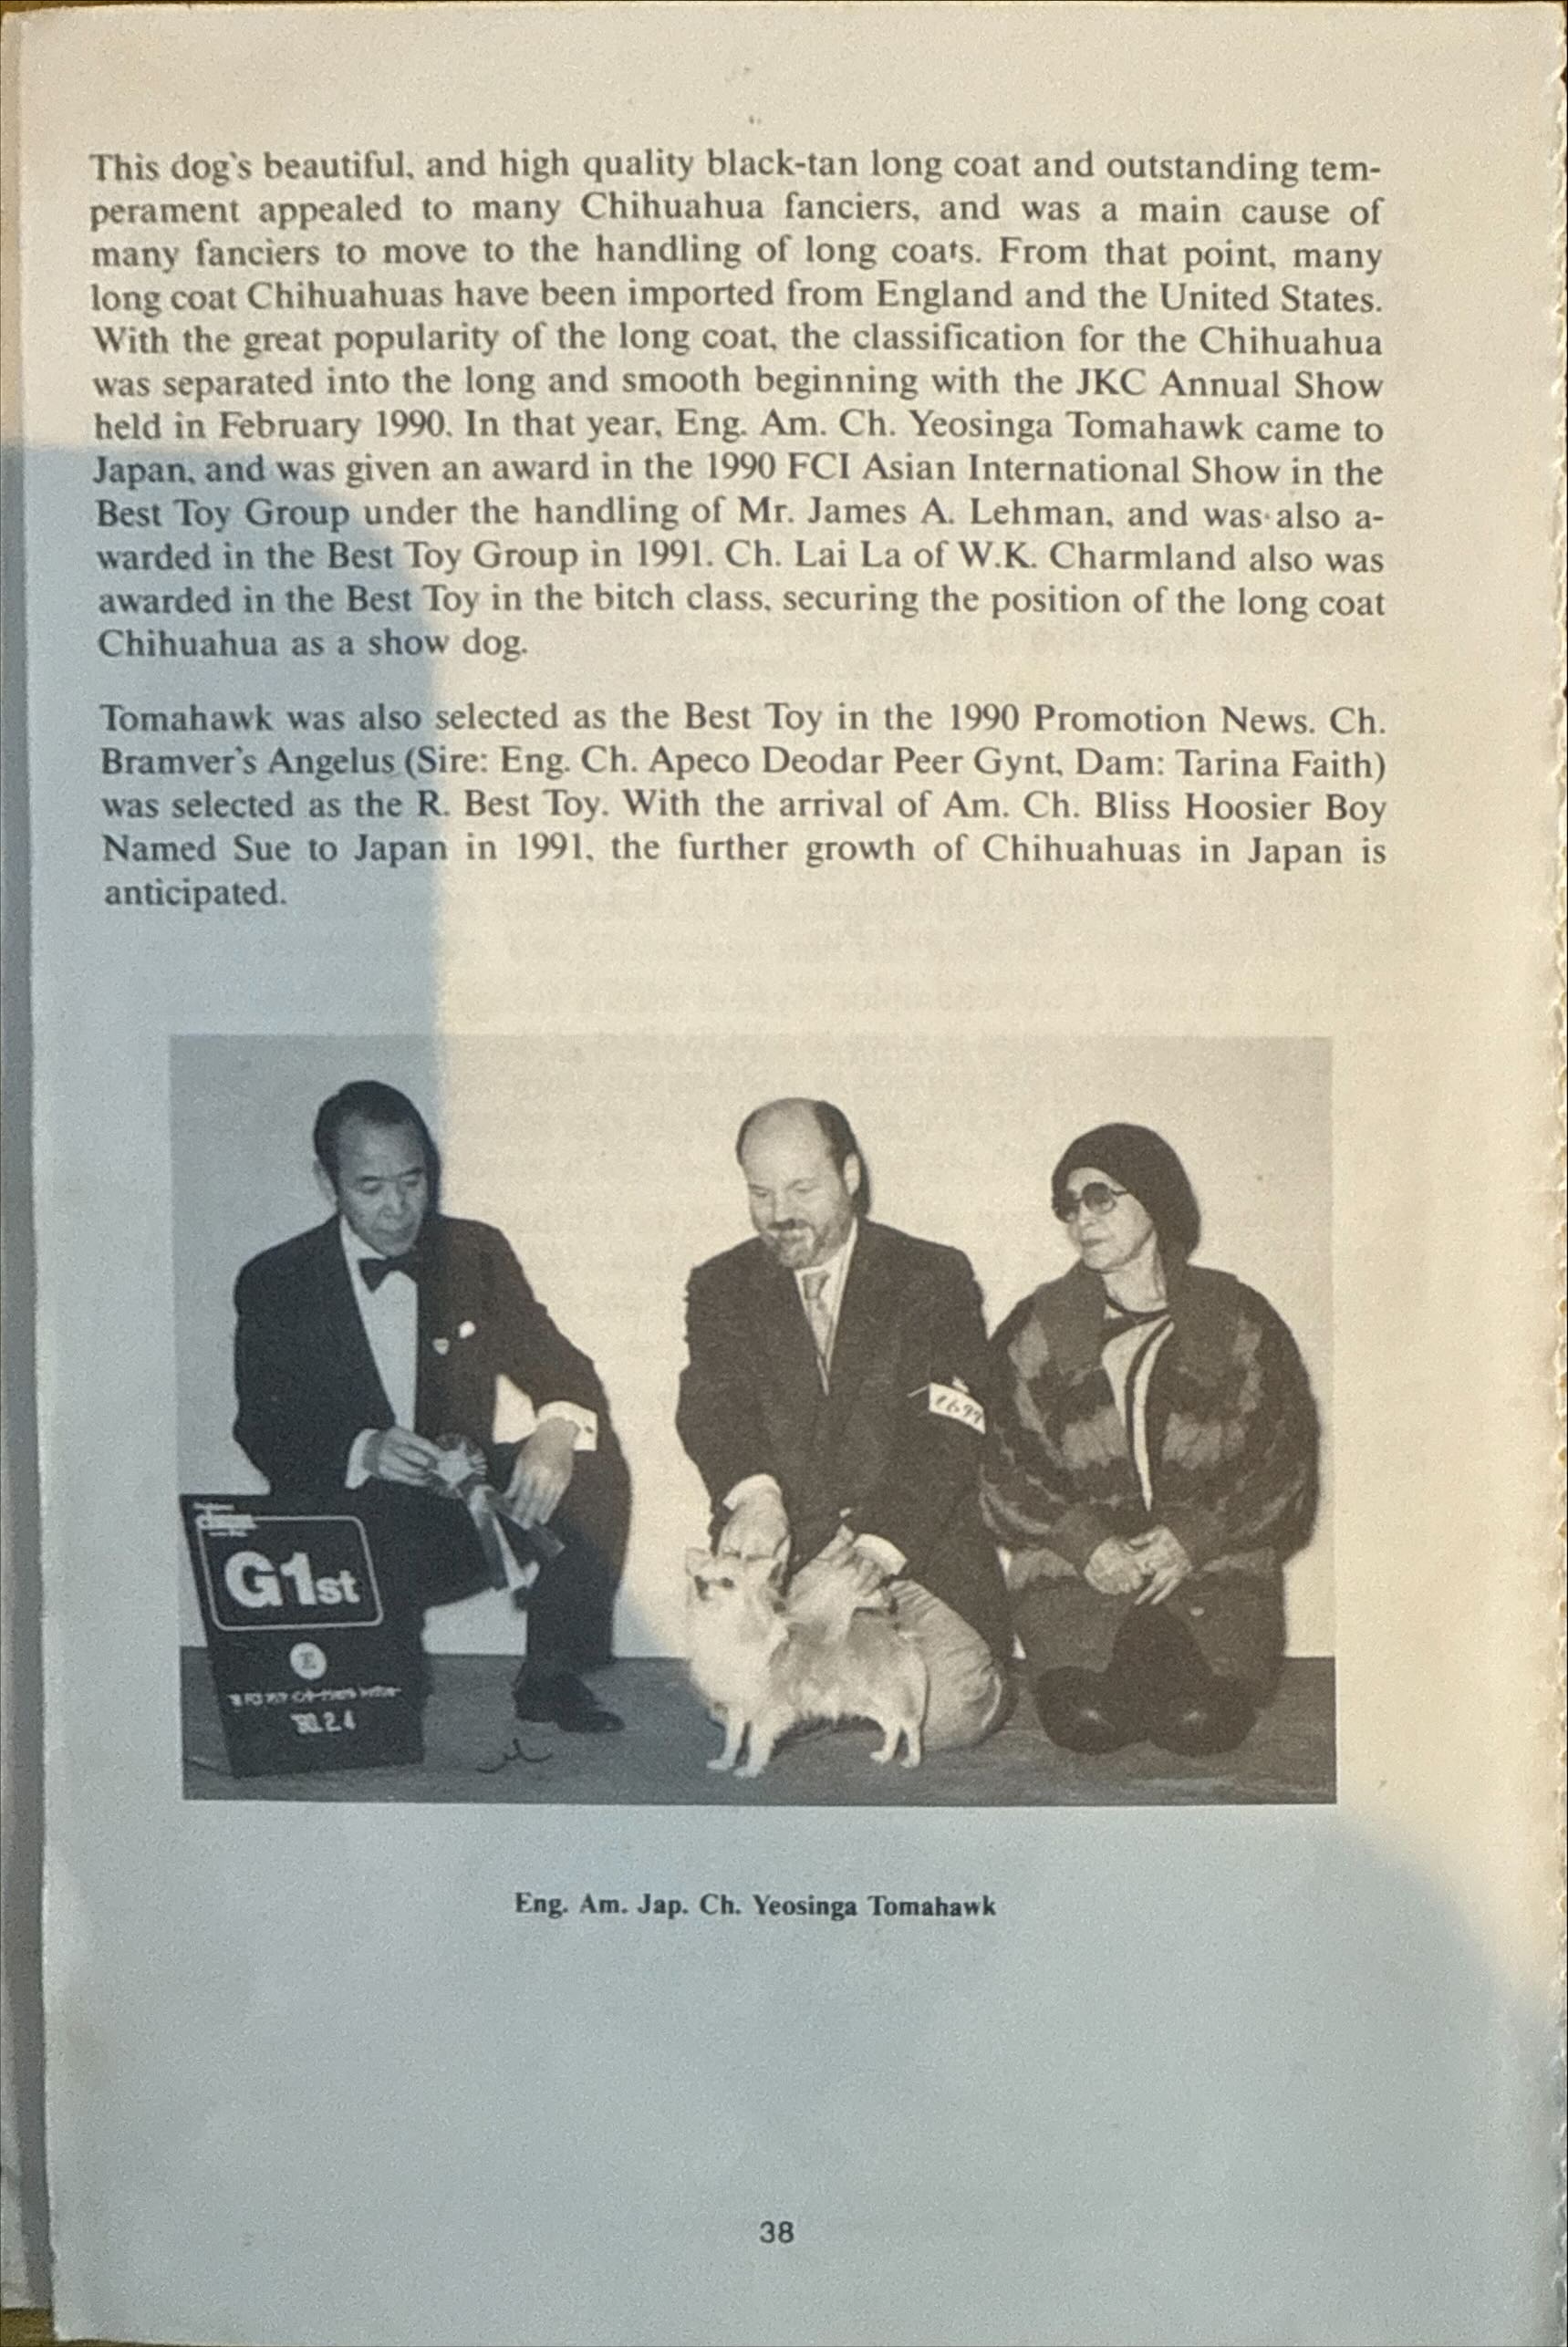 This dog's beautiful, and high quality black-tan long coat and outstanding tem-
perament appealed to many Chihuahua fanciers, and was a main cause of
many fanciers to move to the handling of long coats. From that point, many
long coat Chihuahuas have been imported from England and the United States.
With the great popularity of the long coat, the classification for the Chihuahua
was separated into the long and smooth beginning with the JKC Annual Show
held in February 1990. In that year, Eng. Am. Ch. Yeosinga Tomahawk came to
Japan, and was given an award in the 1990 FCI Asian International Show in the
Best Toy Group under the handling of Mr. James A. Lehman, and was also a-
warded in the Best Toy Group in 1991. Ch. Lai La of W.K. Charmland also was
awarded in the Best Toy in the bitch class, securing the position of the long coat
Chihuahua as a show dog.
Tomahawk was also selected as the Best Toy in the 1990 Promotion News. Ch.
Bramver's Angelus (Sire: Eng. Ch. Apeco Deodar Peer Gynt, Dam: Tarina Faith)
was selected as the R. Best Toy. With the arrival of Am. Ch. Bliss Hoosier Boy
Named Sue to Japan in 1991, the further growth of Chihuahuas in Japan is
anticipated.
G1st
E
'90.2.4
Eng. Am. Jap. Ch. Yeosinga Tomahawk
38